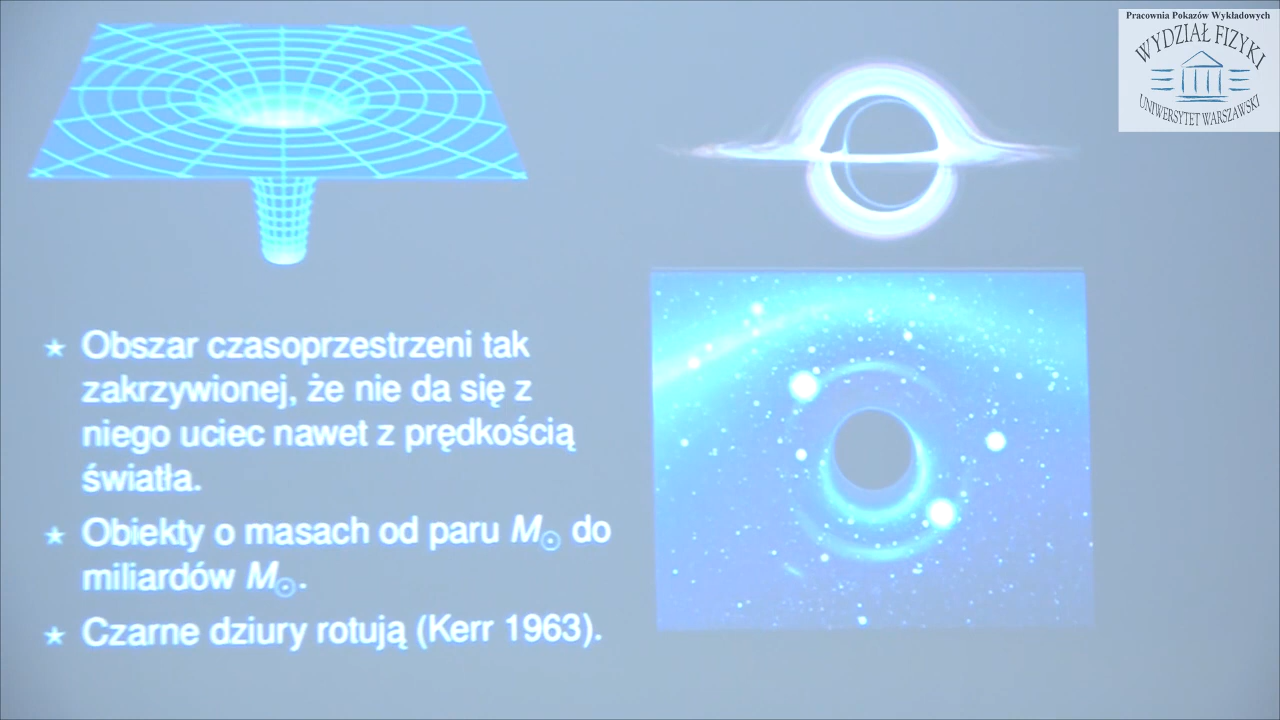 Pracownia Pokazów Wykładowych
WYDZIAŁ FIZYKI
UNIWERSYTET WARSZAWSKI
★ Obszar czasoprzestrzeni tak
zakrzywionej, że nie da się z
niego uciec nawet z prędkością
światła.
★ Obiekty o masach od paru M☉ do
miliardów M☉.
★ Czarne dziury rotują (Kerr 1963).